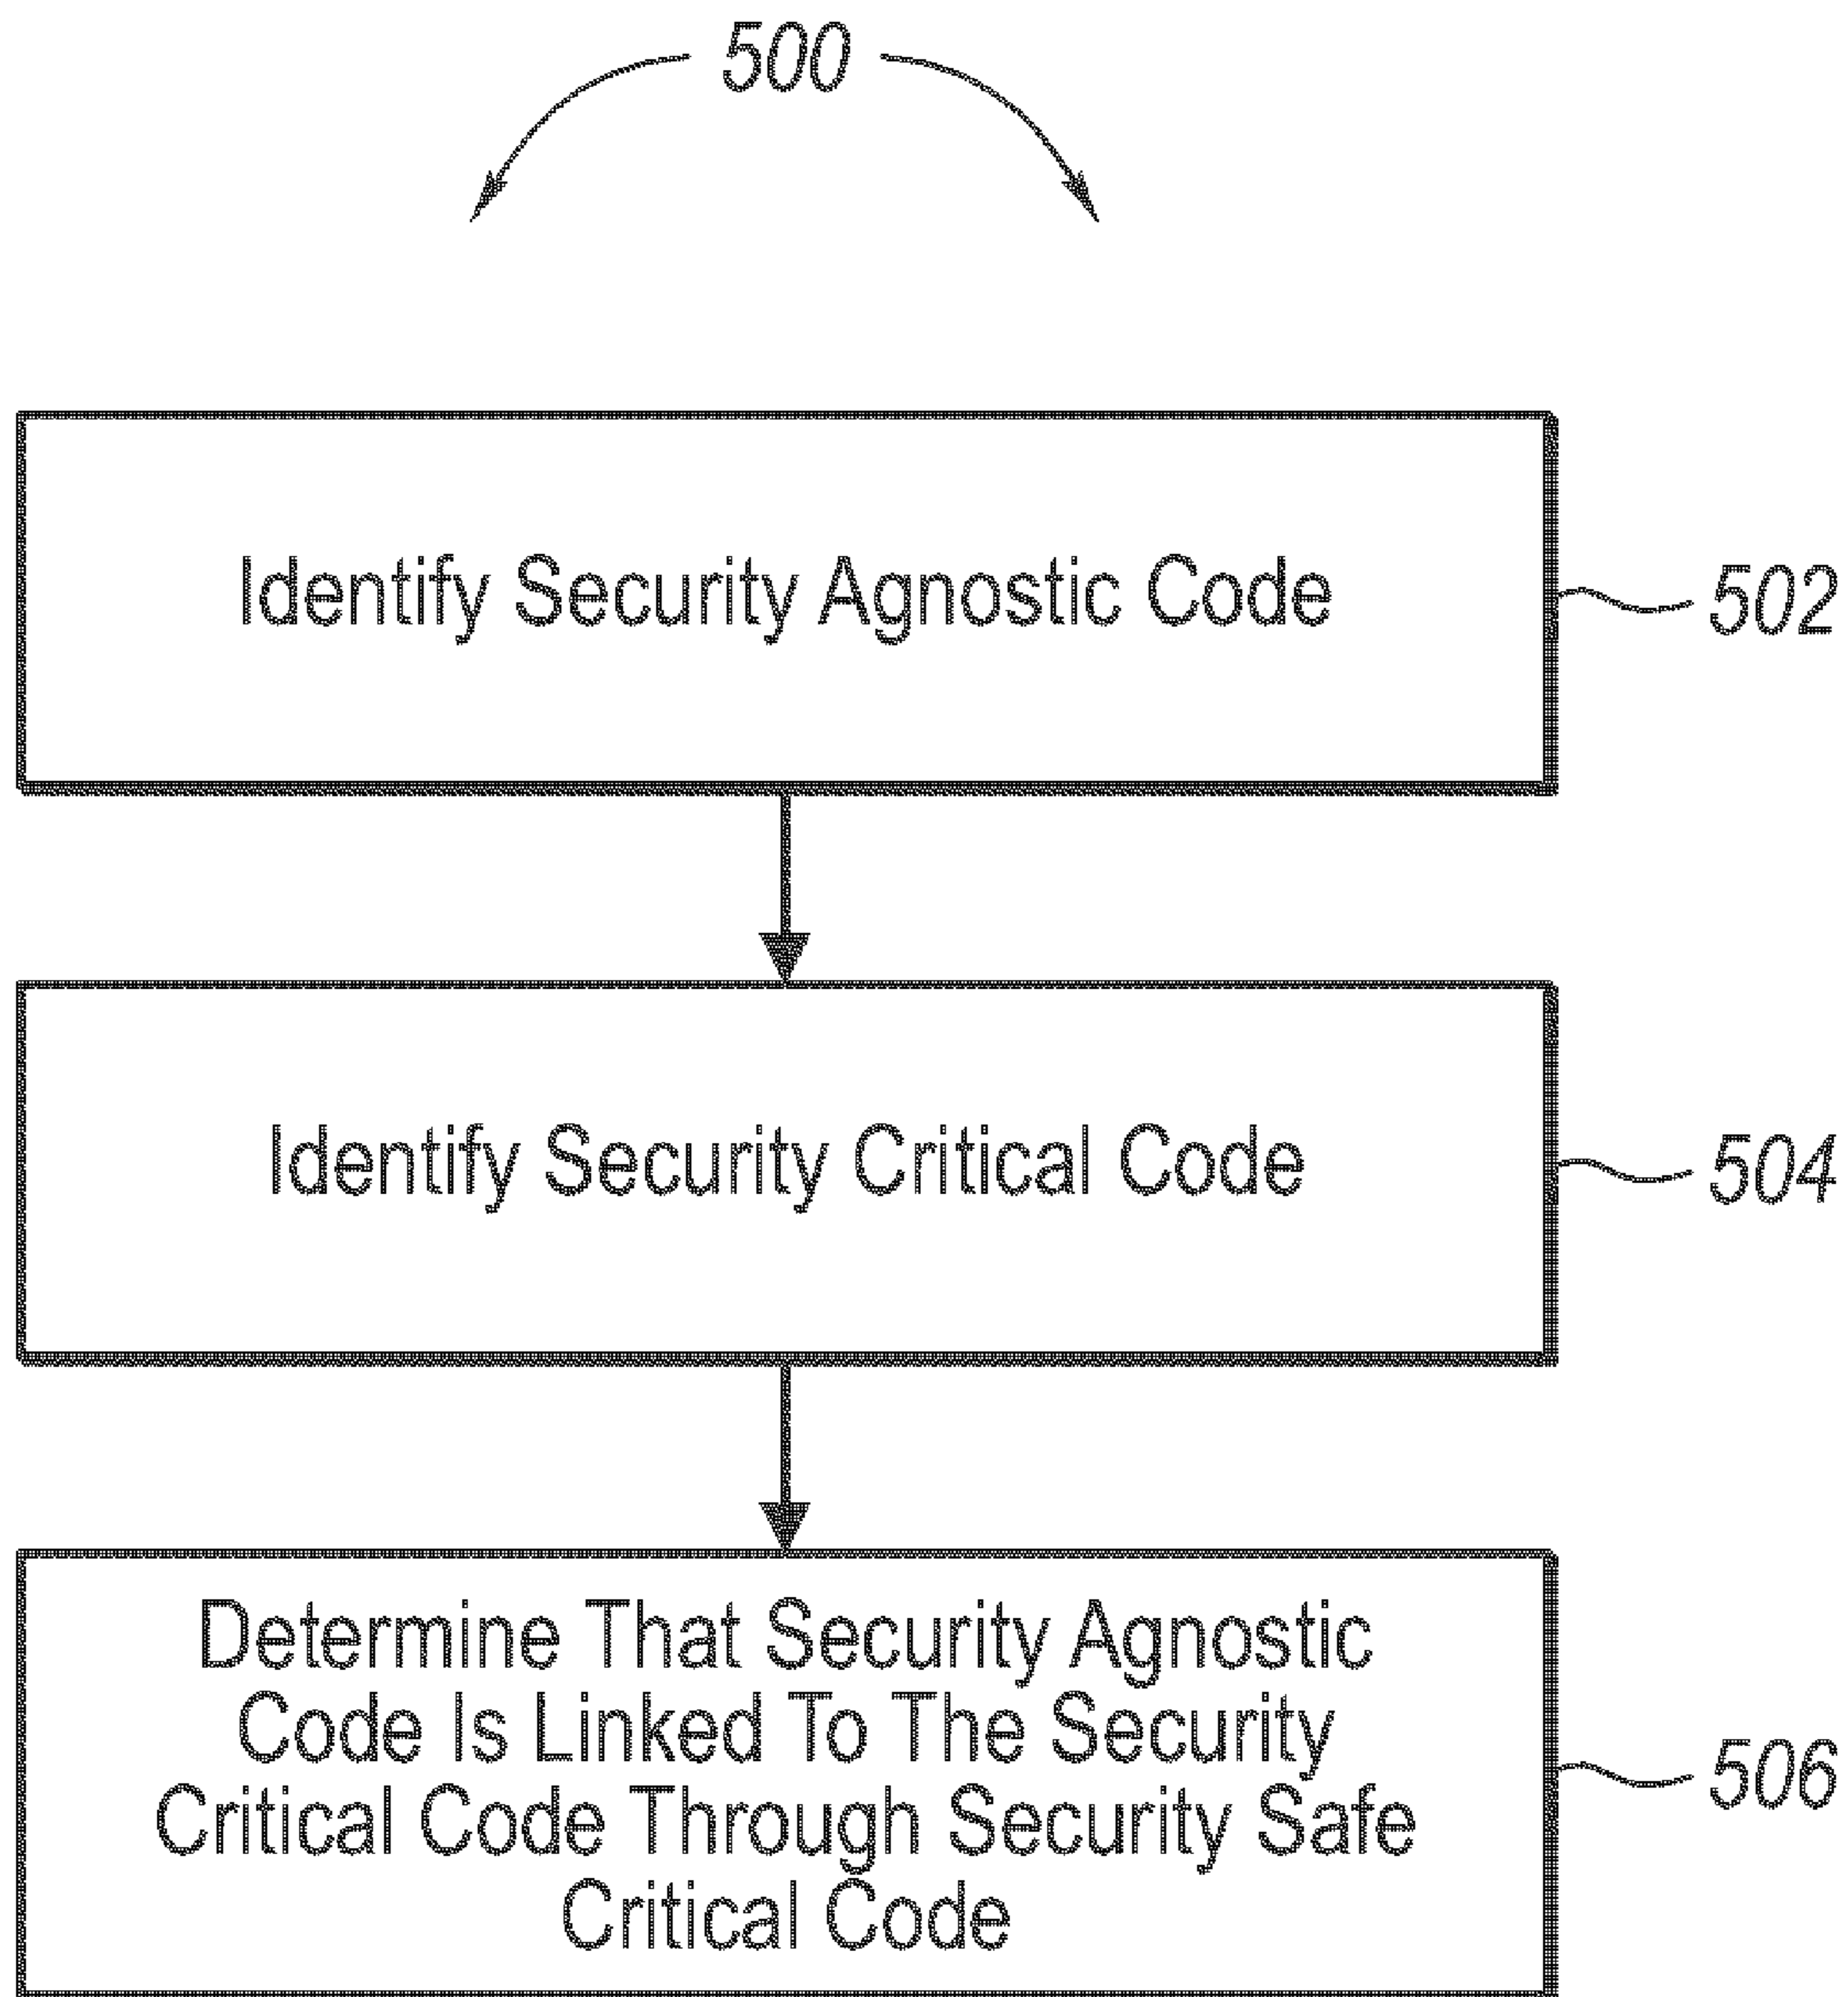 500
Identify Security Agnostic Code
502
Identify Security Critical Code
504
Determine That Security Agnostic
Code Is Linked To The Security
Critical Code Through Security Safe
Critical Code
506